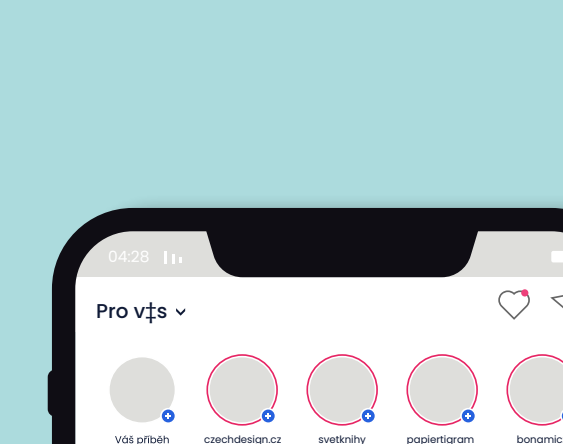 04:28
Pro v‡s
Váš příběh czechdesign.cz svetknihy papiertigram bonamic